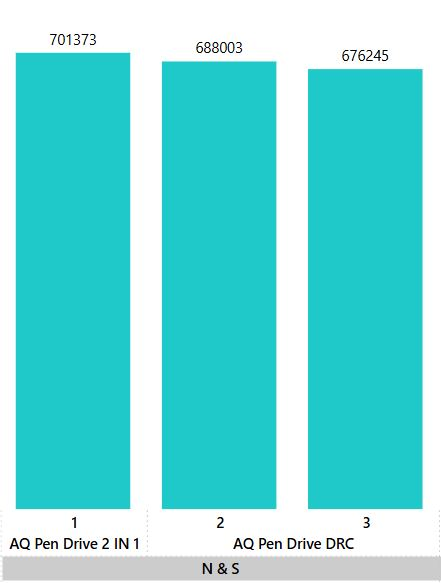 701373
688003
676245
1 2 3
AQ Pen Drive 2 IN 1 AQ Pen Drive DRC
N & S